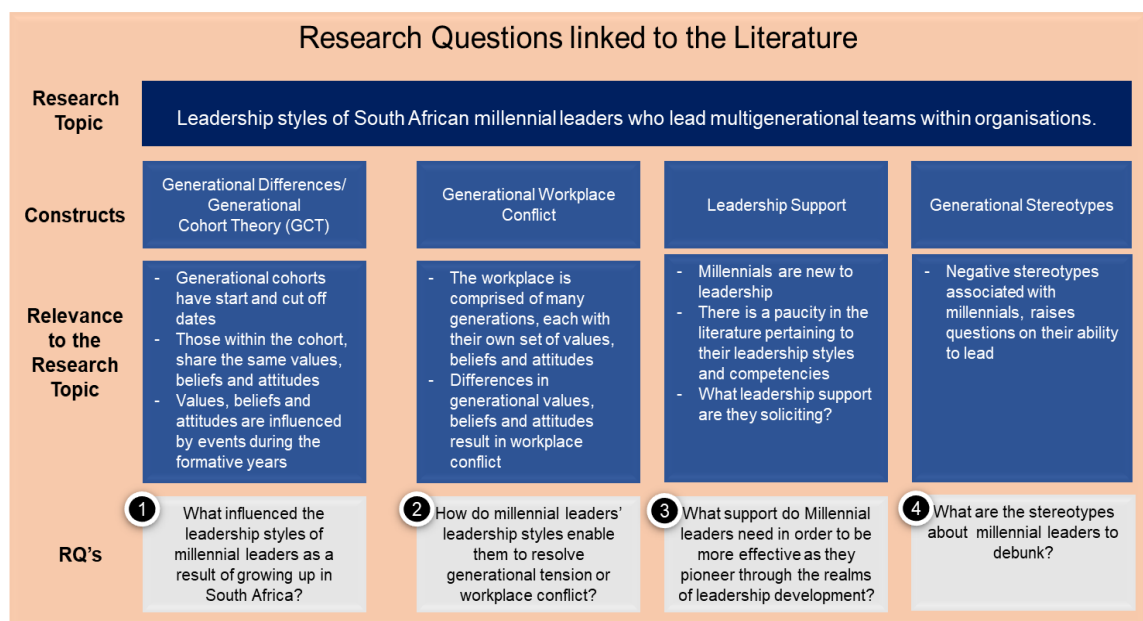 Research Questions linked to the Literature
Research
Topic
Leadership styles of South African millennial leaders who lead multigenerational teams within organisations.
Constructs
Generational Differences/
Generational
Cohort Theory (GCT)
Generational Workplace
Conflict
Leadership Support
Generational Stereotypes
Relevance
to the
Research
Topic
- Generational cohorts
have start and cut off
dates
- Those within the cohort,
share the same values,
beliefs and attitudes
- Values, beliefs and
attitudes are influenced
by events during the
formative years
- The workplace is
comprised of many
generations, each with
their own set of values,
beliefs and attitudes
- Differences in
generational values,
beliefs and attitudes
result in workplace
conflict
- Millennials are new to
leadership
- There is a paucity in the
literature pertaining to
their leadership styles
and competencies
- What leadership support
are they soliciting?
- Negative stereotypes
associated with
millennials, raises
questions on their ability
to lead
RQ's
1
What influenced the
leadership styles of
millennial leaders as a
result of growing up in
South Africa?
2
How do millennial leaders'
leadership styles enable
them to resolve
generational tension or
workplace conflict?
3
What support do Millennial
leaders need in order to be
more effective as they
pioneer through the realms
of leadership development?
4
What are the stereotypes
about millennial leaders to
debunk?